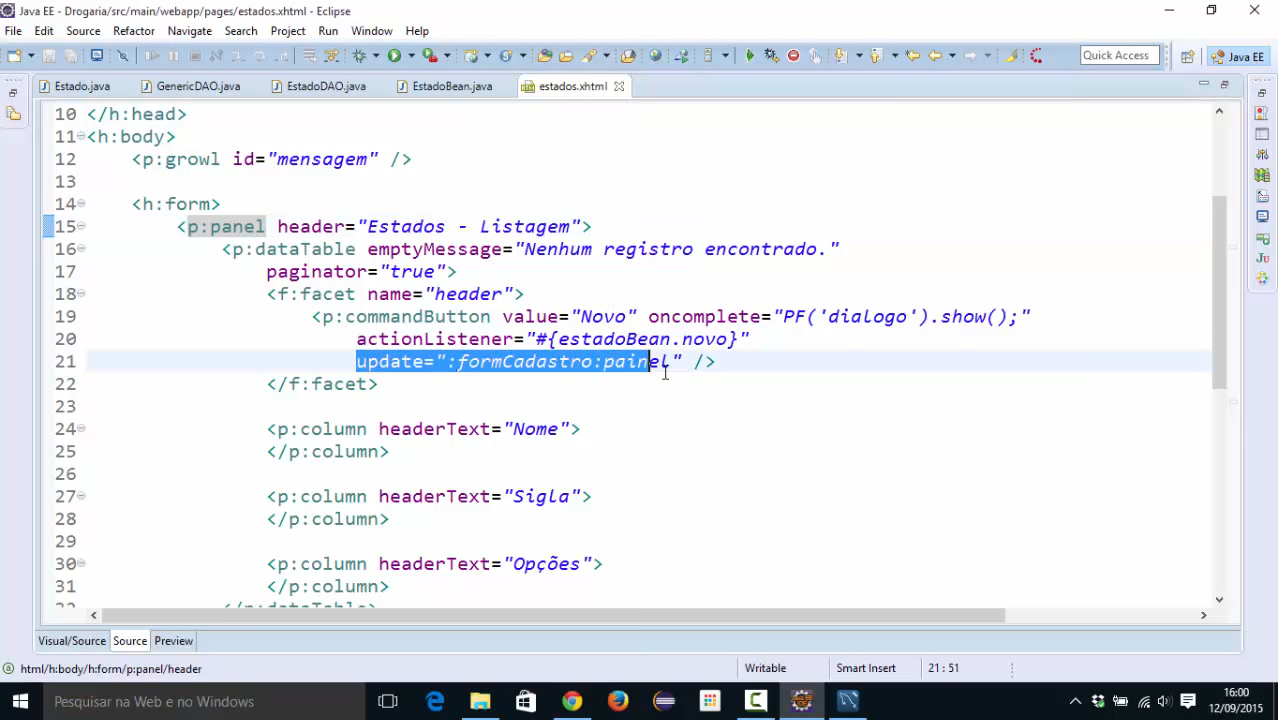 Java EE - Drogaria/src/main/webapp/pages/estados.xhtml - Eclipse
File Edit Source Refactor Navigate Search Project Run Window Help
Quick Access Java EE
Estado.java GenericDAO.java EstadoDAO.java EstadoBean.java estados.xhtml
10 </h:head>
11 <h:body>
12 <p:growl id="mensagem" />
13
14 <h:form>
15 <p:panel header="Estados - Listagem">
16 <p:dataTable emptyMessage="Nenhum registro encontrado."
17 paginator="true">
18 <f:facet name="header">
19 <p:commandButton value="Novo" oncomplete="PF('dialogo').show();"
20 actionListener="#{estadoBean.novo}"
21 update=":formCadastro:painel" />
22 </f:facet>
23
24 <p:column headerText="Nome">
25 </p:column>
26
27 <p:column headerText="Sigla">
28 </p:column>
29
30 <p:column headerText="Opções">
31 </p:column>
32 </p:dataTable>
Visual/Source Source Preview
html/h:body/h:form/p:panel/header Writable Smart Insert 21 : 51
Pesquisar na Web e no Windows
16:00
12/09/2015